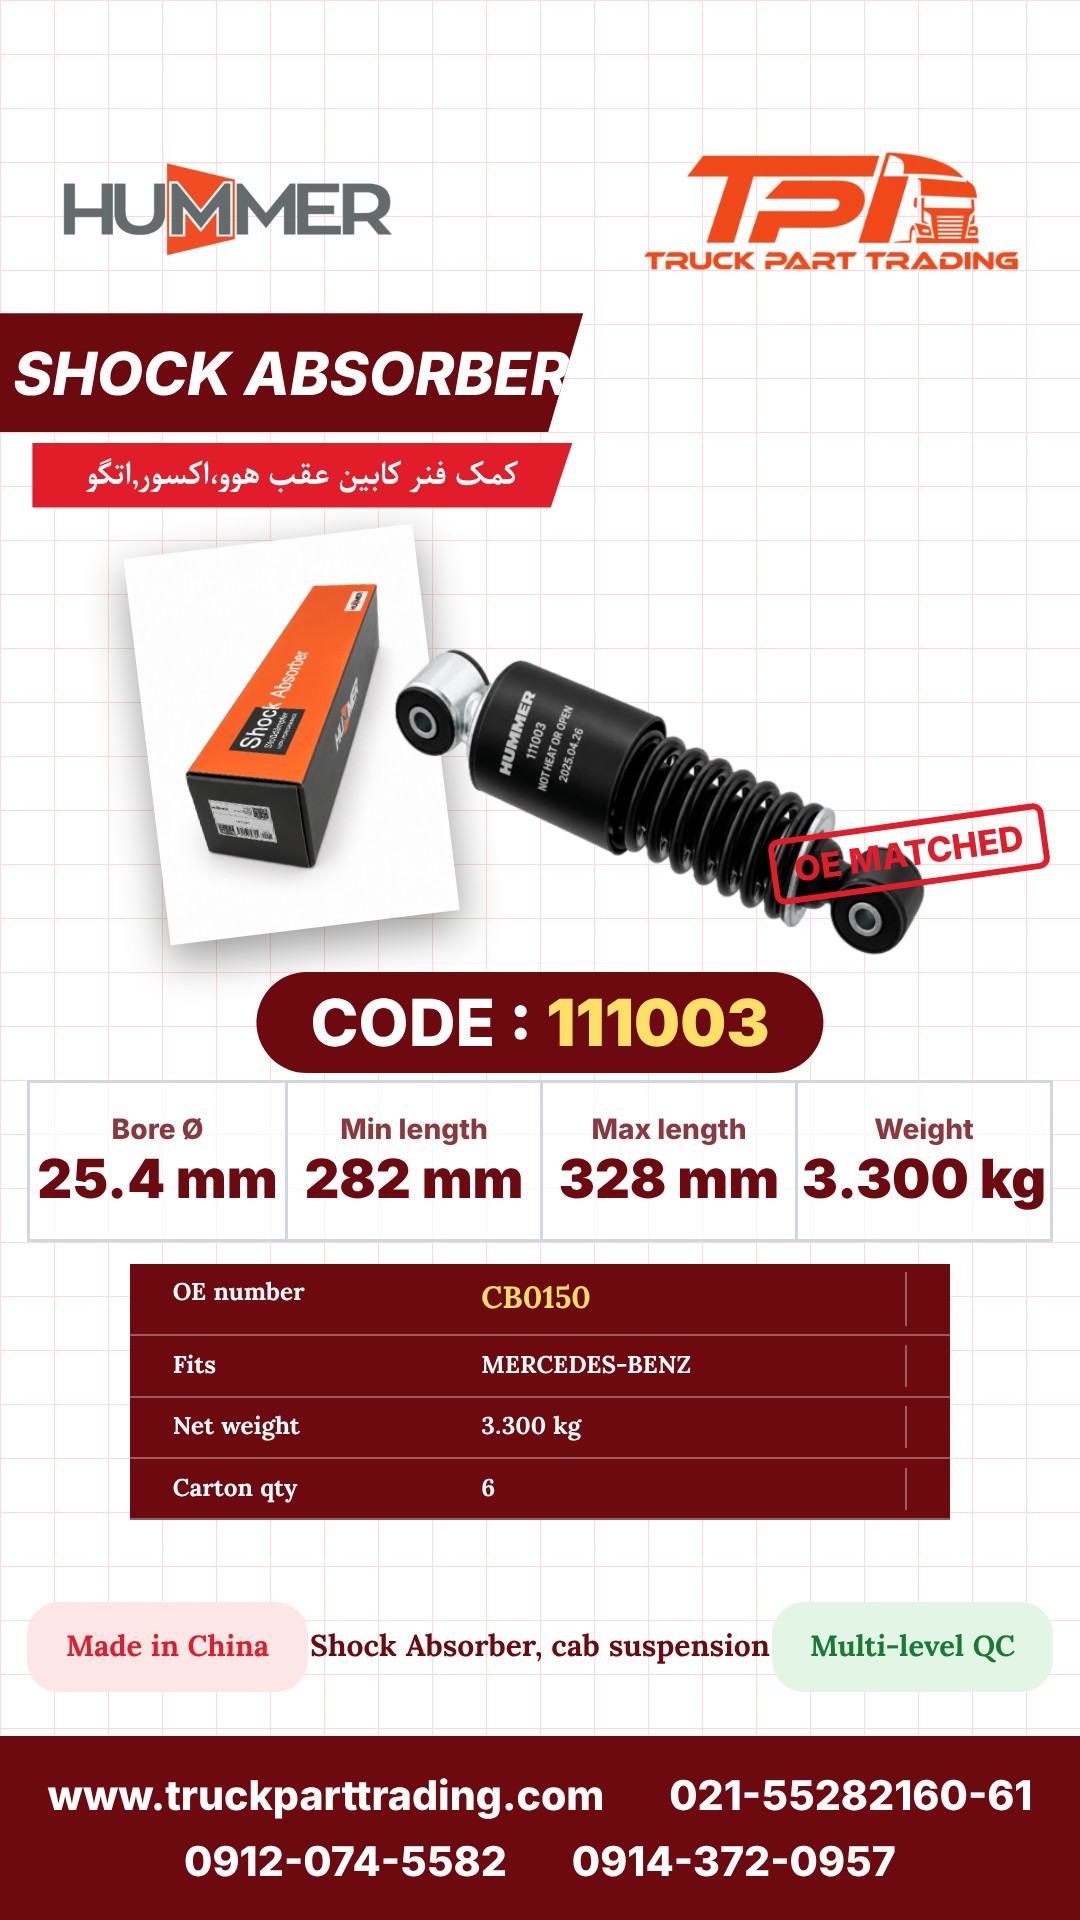 HUMMER
TPT
TRUCK PART TRADING
SHOCK ABSORBER
کمک فنر کابین عقب هوو،اکسور,اتگو
Shock Absorber
Stoßdämpfer
HUMMER
HUMMER
111003
NOT HEAT OR OPEN
2025.04.26
OE MATCHED
CODE : 111003
Bore Ø
25.4 mm
Min length
282 mm
Max length
328 mm
Weight
3.300 kg
OE number CB0150
Fits MERCEDES-BENZ
Net weight 3.300 kg
Carton qty 6
Made in China Shock Absorber, cab suspension Multi-level QC
www.truckparttrading.com 021-55282160-61
0912-074-5582 0914-372-0957